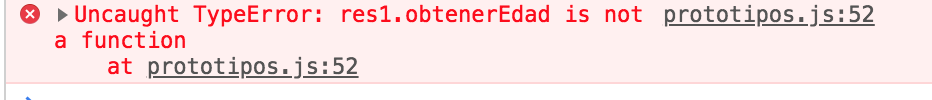 Uncaught TypeError: res1.obtenerEdad is not prototipos.js:52
a function
at prototipos.js:52